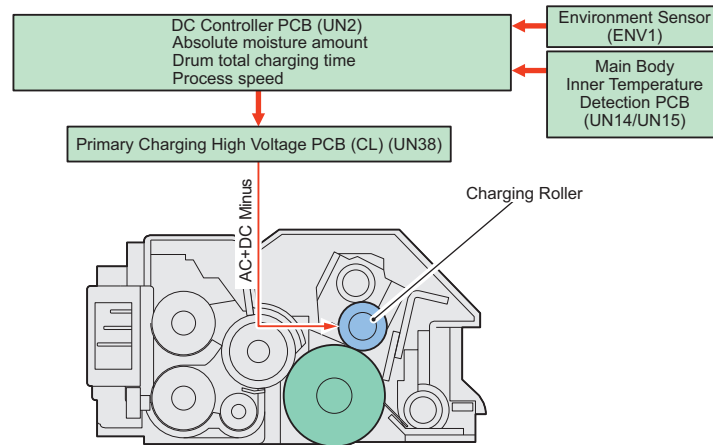 DC Controller PCB (UN2)
Absolute moisture amount
Drum total charging time
Process speed
Environment Sensor
(ENV1)
Main Body
Inner Temperature
Detection PCB
(UN14/UN15)
Primary Charging High Voltage PCB (CL) (UN38)
AC+DC Minus
Charging Roller